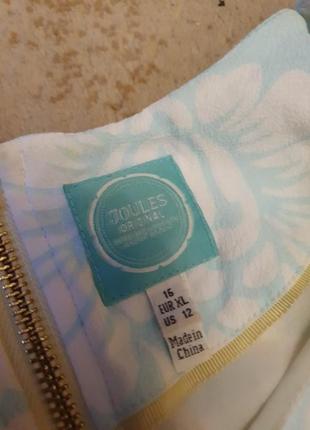 JOULES
ORIGINAL
16
EUR XL
US 12
Made in
China